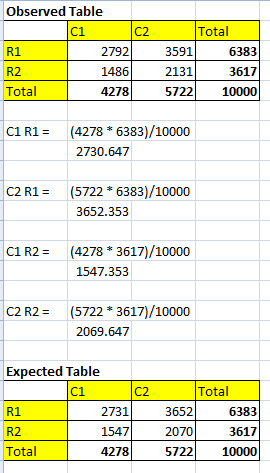 Observed Table
C1 C2 Total
R1 2792 3591 6383
R2 1486 2131 3617
Total 4278 5722 10000
C1 R1 = (4278 * 6383)/10000
2730.647
C2 R1 = (5722 * 6383)/10000
3652.353
C1 R2 = (4278 * 3617)/10000
1547.353
C2 R2 = (5722 * 3617)/10000
2069.647
Expected Table
C1 C2 Total
R1 2731 3652 6383
R2 1547 2070 3617
Total 4278 5722 10000